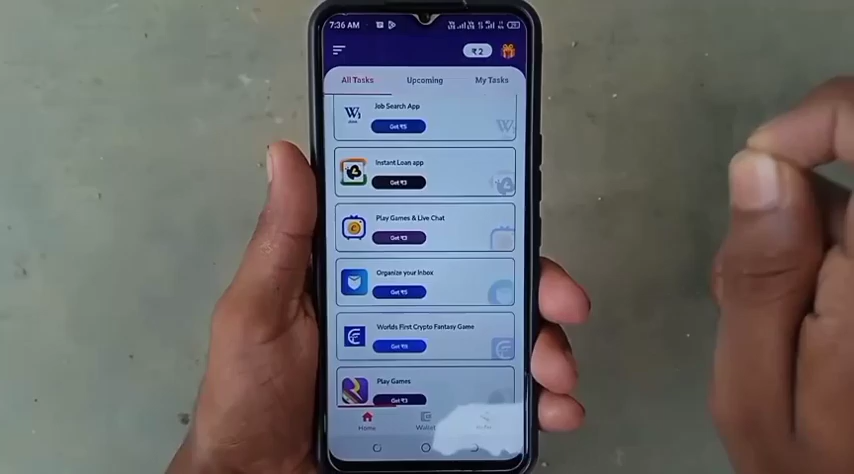 7:36 AM
₹ 2
All Tasks Upcoming My Tasks
Job Search App
Get ₹5
Instant Loan app
Get ₹3
Play Games & Live Chat
Get ₹3
Organize your Inbox
Get ₹5
Worlds First Crypto Fantasy Game
Play Games
Get ₹3
Home Wallet